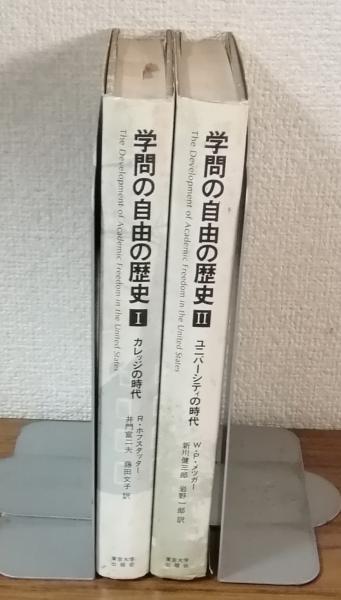 学問の自由の歴史 I
The Development of Academic Freedom in the United States
カレッジの時代
R・ホフスタッター
井門富二夫 藤田文子 訳
東京大学
出版会
学問の自由の歴史 II
The Development of Academic Freedom in the United States
ユニバーシティの時代
W・P・メツガー
新川健三郎 岩野一郎 訳
東京大学
出版会